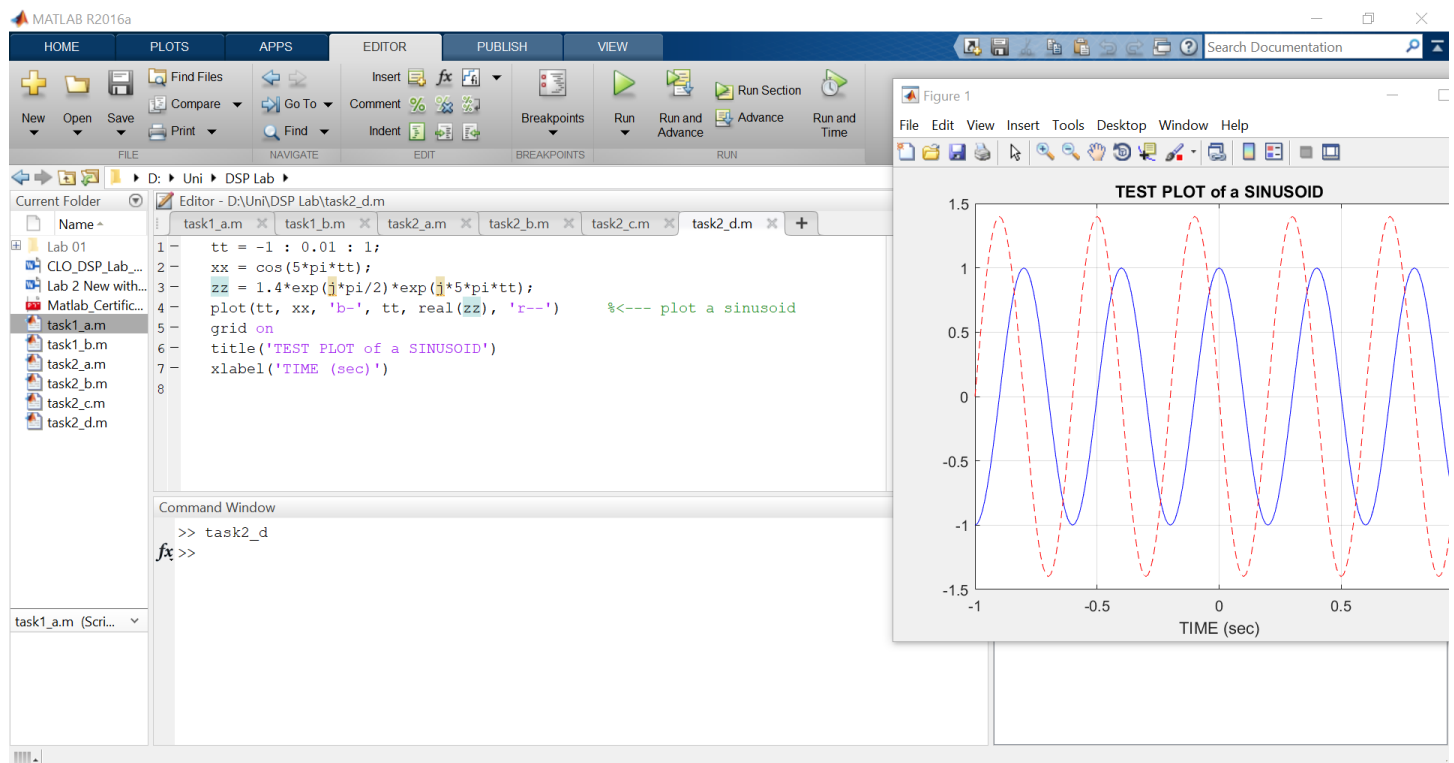 MATLAB R2016a
HOME PLOTS APPS EDITOR PUBLISH VIEW
Search Documentation
New Open Save
Find Files
Compare
Print
FILE
Go To
Find
NAVIGATE
Insert
Comment
Indent
EDIT
Breakpoints
BREAKPOINTS
Run
Run and Advance
Run Section
Advance
Run and Time
RUN
D: Uni DSP Lab
Current Folder
Name
Lab 01
CLO_DSP_Lab_...
Lab 2 New with...
Matlab_Certific...
task1_a.m
task1_b.m
task2_a.m
task2_b.m
task2_c.m
task2_d.m
task1_a.m (Scri...
Editor - D:\Uni\DSP Lab\task2_d.m
task1_a.m task1_b.m task2_a.m task2_b.m task2_c.m task2_d.m
1 tt = -1 : 0.01 : 1;
2 xx = cos(5*pi*tt);
3 zz = 1.4*exp(j*pi/2)*exp(j*5*pi*tt);
4 plot(tt, xx, 'b-', tt, real(zz), 'r--') %<--- plot a sinusoid
5 grid on
6 title('TEST PLOT of a SINUSOID')
7 xlabel('TIME (sec)')
8
Command Window
>> task2_d
fx >>
Figure 1
File Edit View Insert Tools Desktop Window Help
TEST PLOT of a SINUSOID
1.5
1
0.5
0
-0.5
-1
-1.5
-1 -0.5 0 0.5
TIME (sec)